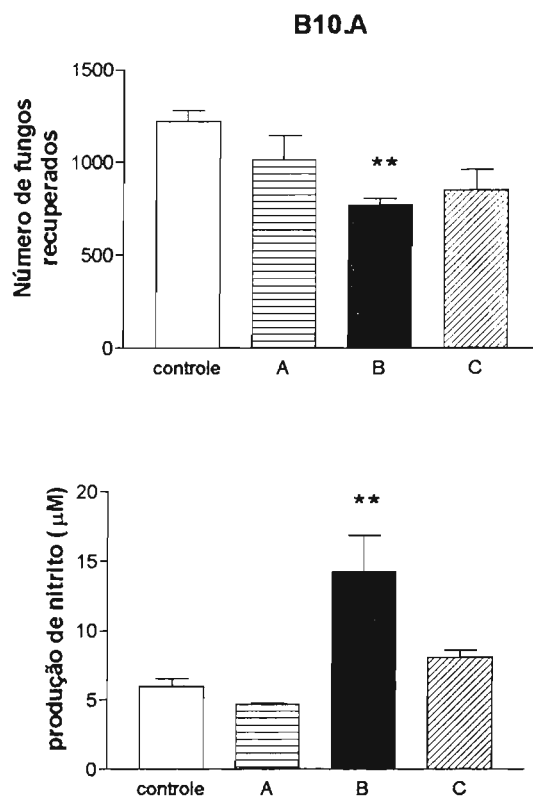 B10.A
Número de fungos
recuperados
1500
1000
500
0
**
controle
A
B
C
produção de nitrito ( μM)
20
15
10
5
0
**
controle
A
B
C